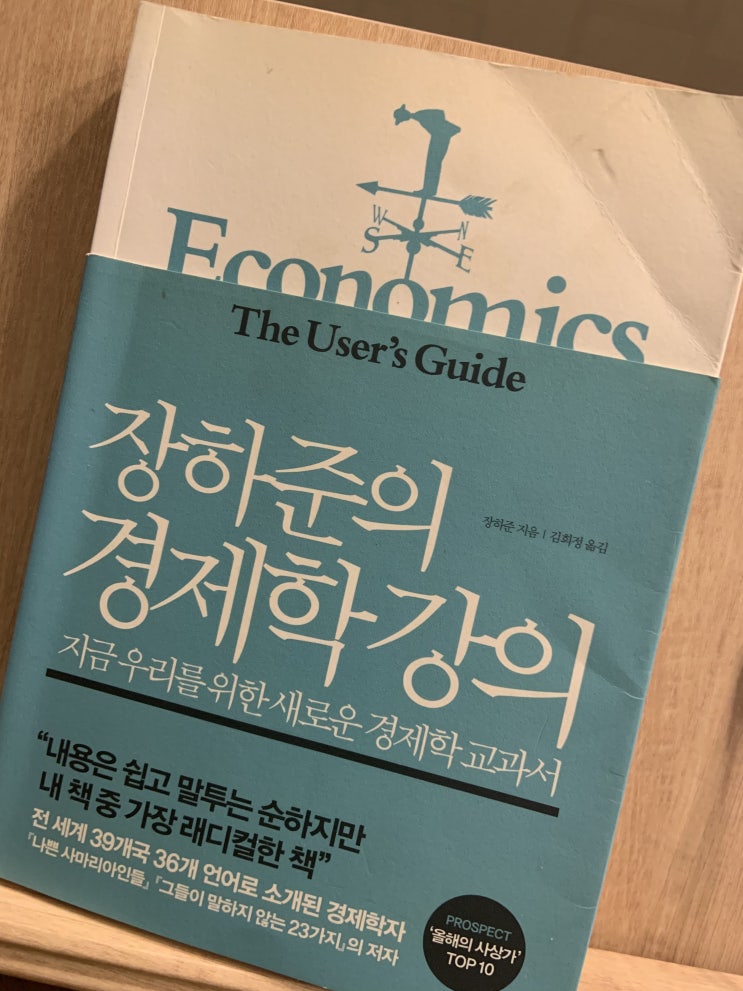 W N
S E
Economics
The User's Guide
장하준의
경제학 강의
장하준 지음 | 김희정 옮김
지금 우리를 위한 새로운 경제학 교과서
“내용은 쉽고 말투는 순하지만
내 책 중 가장 래디컬한 책”
전 세계 39개국 36개 언어로 소개된 경제학자
『나쁜 사마리아인들』 『그들이 말하지 않는 23가지』의 저자
PROSPECT
‘올해의 사상가’
TOP 10